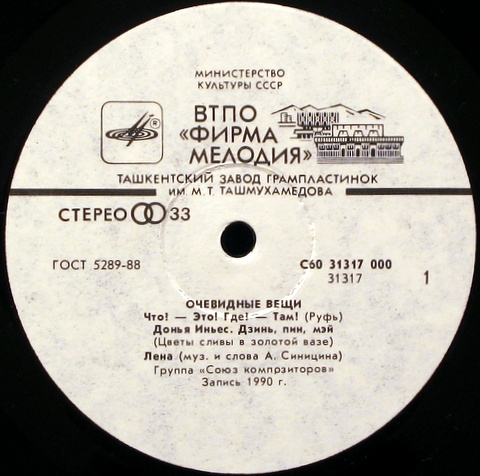 МИНИСТЕРСТВО
КУЛЬТУРЫ СССР
ВТПО
«ФИРМА
МЕЛОДИЯ»
ТАШКЕНТСКИЙ ЗАВОД ГРАМПЛАСТИНОК
ИМ. М. Т. ТАШМУХАМЕДОВА
СТЕРЕО 33
ГОСТ 5289-88
С60 31317 000
31317
1
ОЧЕВИДНЫЕ ВЕЩИ
Что! — Это! Где! — Там! (Руфь)
Донья Иньес. Дзинь, пин, мэй
(Цветы сливы в золотой вазе)
Лена (муз. и слова А. Синицина)
Группа «Союз компрзиторов»
Запись 1990 г.